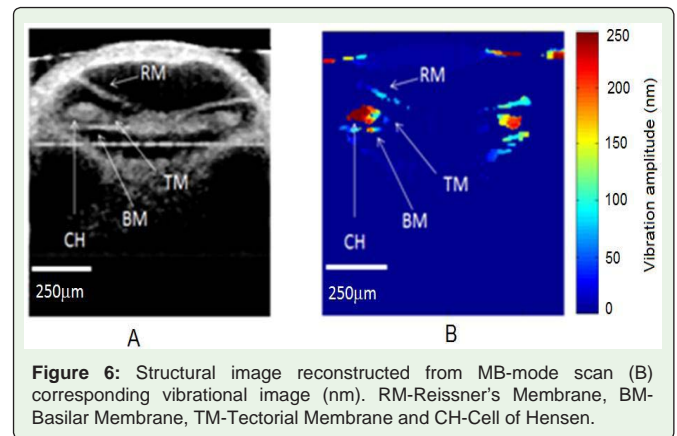 RM
CH
BM
TM
250µm
A
RM
CH
BM
TM
250µm
B
250
200
150
100
50
0
Vibration amplitude (nm)
Figure 6: Structural image reconstructed from MB-mode scan (B)
corresponding vibrational image (nm). RM-Reissner's Membrane, BM-
Basilar Membrane, TM-Tectorial Membrane and CH-Cell of Hensen.